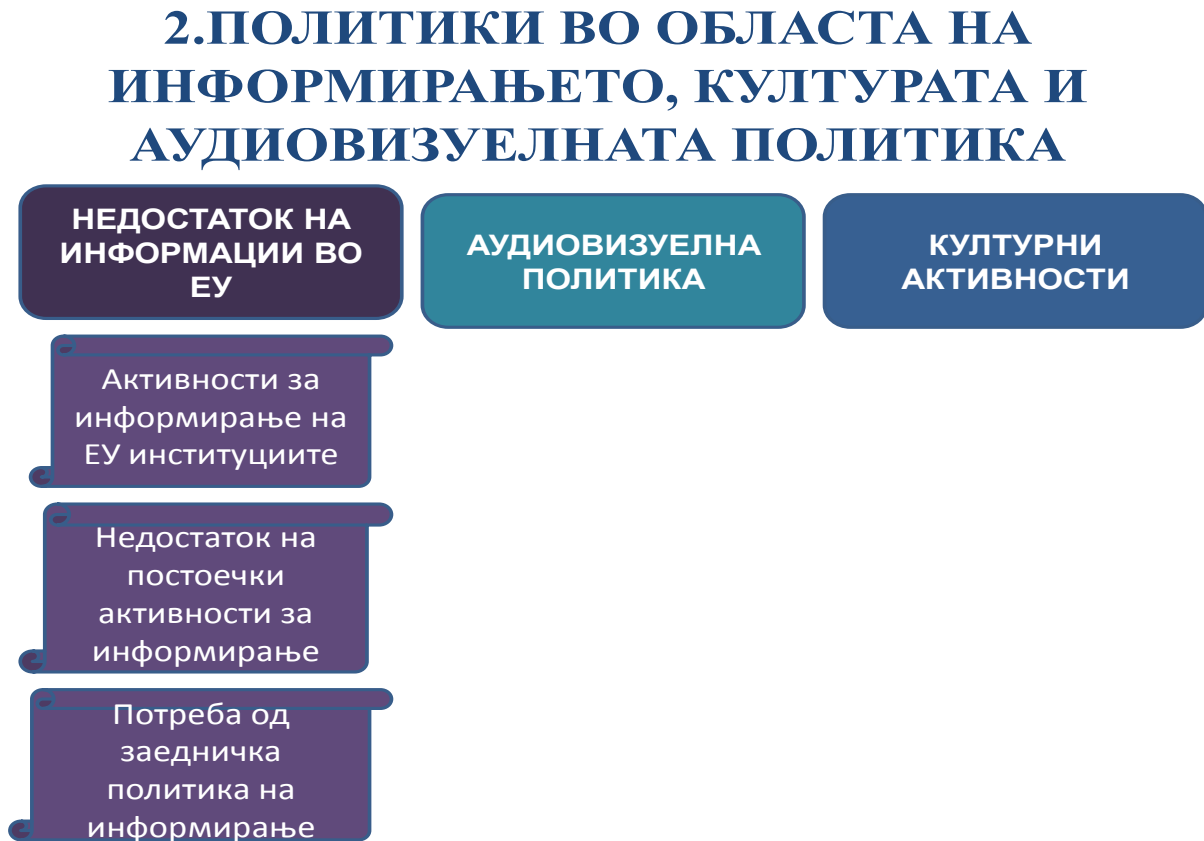 2.ПОЛИТИКИ ВО ОБЛАСТА НА
ИНФОРМИРАЊЕТО, КУЛТУРАТА И
АУДИОВИЗУЕЛНАТА ПОЛИТИКА
НЕДОСТАТОК НА
ИНФОРМАЦИИ ВО
ЕУ
АУДИОВИЗУЕЛНА
ПОЛИТИКА
КУЛТУРНИ
АКТИВНОСТИ
Активности за
информирање на
ЕУ институциите
Недостаток на
постоечки
активности за
информирање
Потреба од
заедничка
политика на
информирање